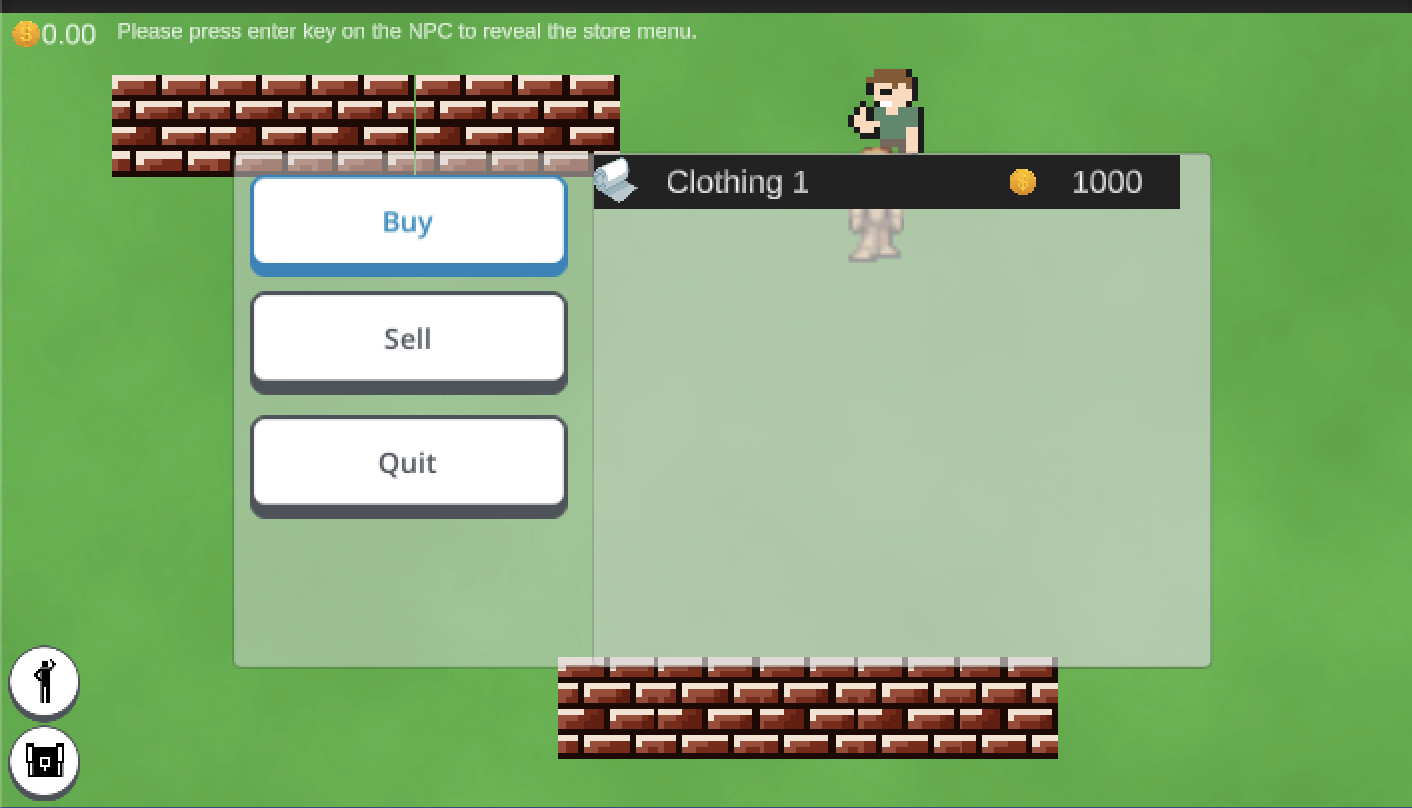 0.00 Please press enter key on the NPC to reveal the store menu.
Clothing 1 1000
Buy
Sell
Quit